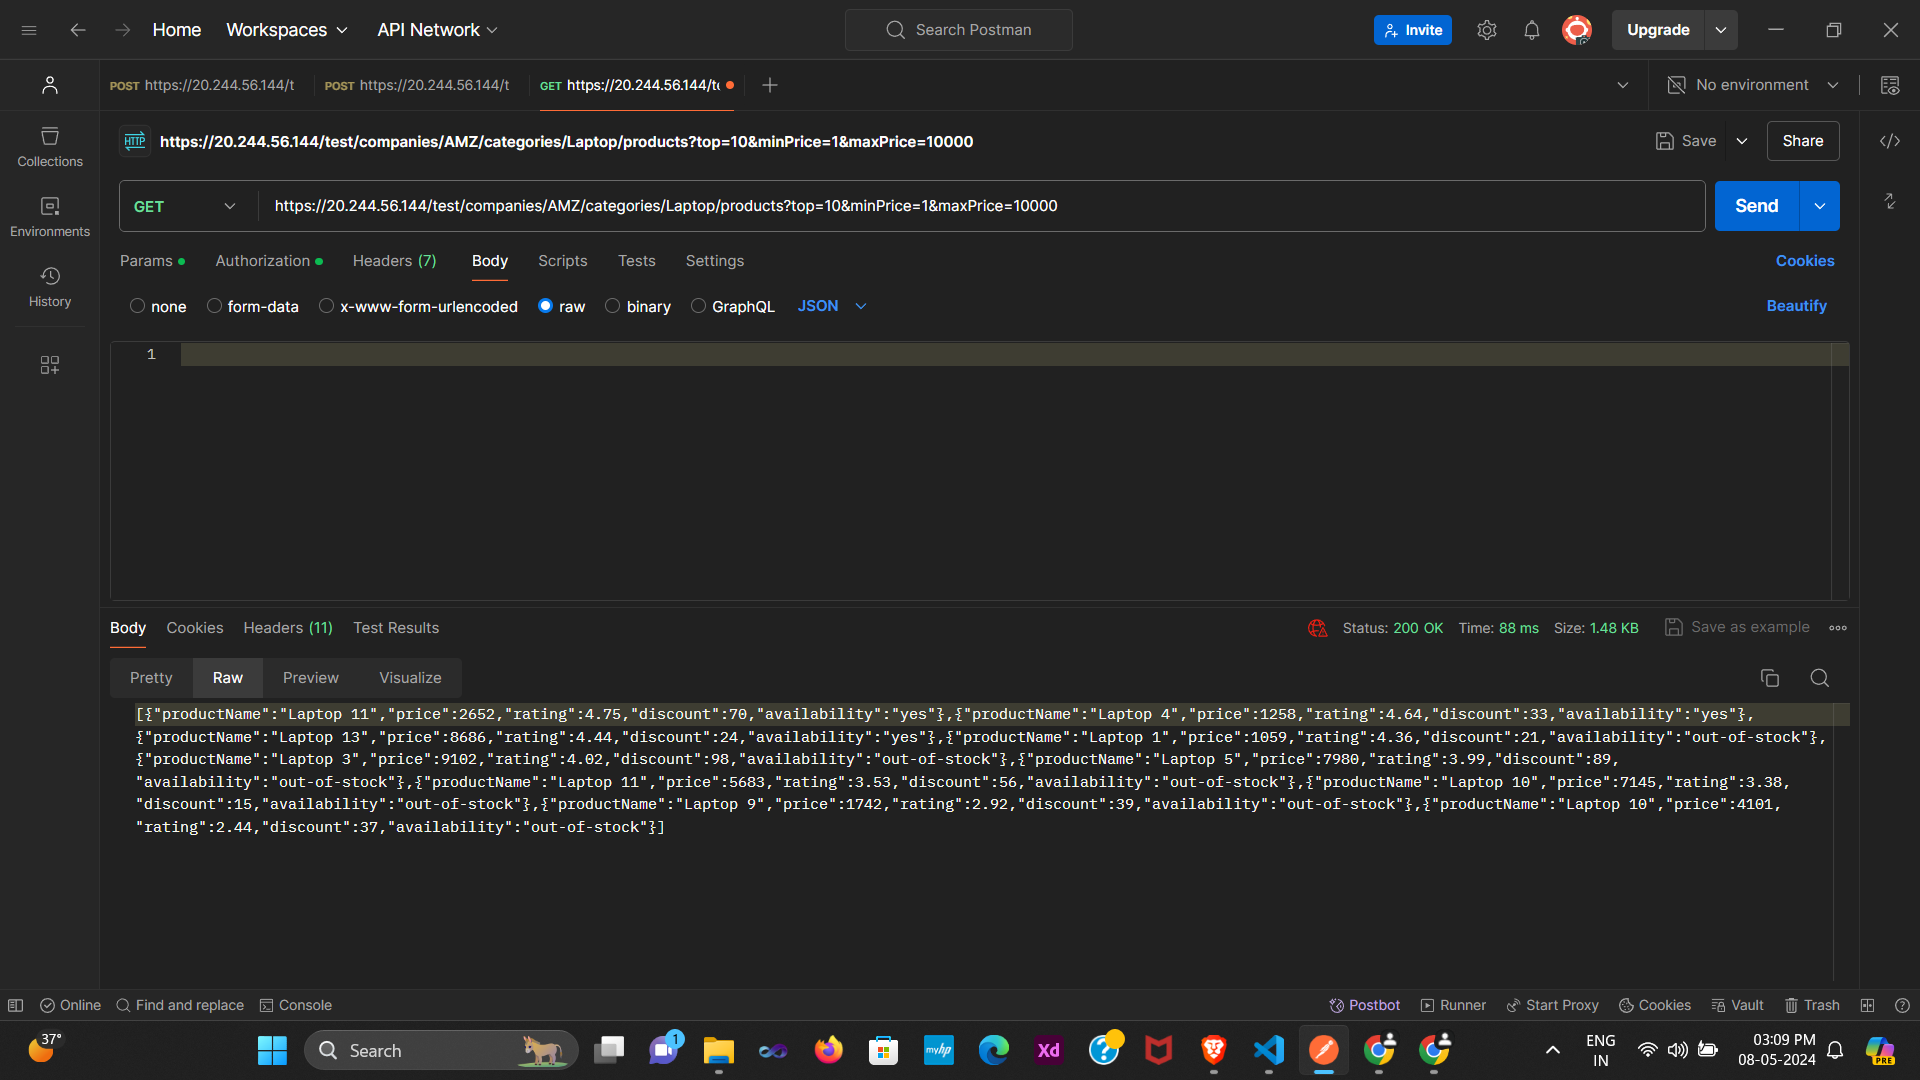 Home Workspaces API Network Search Postman Invite Upgrade
POST https://20.244.56.144/t POST https://20.244.56.144/t GET https://20.244.56.144/te No environment
HTTP https://20.244.56.144/test/companies/AMZ/categories/Laptop/products?top=10&minPrice=1&maxPrice=10000 Save Share
Collections
GET https://20.244.56.144/test/companies/AMZ/categories/Laptop/products?top=10&minPrice=1&maxPrice=10000 Send
Environments
Params Authorization Headers (7) Body Scripts Tests Settings Cookies
History
none form-data x-www-form-urlencoded raw binary GraphQL JSON Beautify
1
Body Cookies Headers (11) Test Results Status: 200 OK Time: 88 ms Size: 1.48 KB Save as example
Pretty Raw Preview Visualize
[{"productName":"Laptop 11","price":2652,"rating":4.75,"discount":70,"availability":"yes"},{"productName":"Laptop 4","price":1258,"rating":4.64,"discount":33,"availability":"yes"},
{"productName":"Laptop 13","price":8686,"rating":4.44,"discount":24,"availability":"yes"},{"productName":"Laptop 1","price":1059,"rating":4.36,"discount":21,"availability":"out-of-stock"},
{"productName":"Laptop 3","price":9102,"rating":4.02,"discount":98,"availability":"out-of-stock"},{"productName":"Laptop 5","price":7980,"rating":3.99,"discount":89,
"availability":"out-of-stock"},{"productName":"Laptop 11","price":5683,"rating":3.53,"discount":56,"availability":"out-of-stock"},{"productName":"Laptop 10","price":7145,"rating":3.38,
"discount":15,"availability":"out-of-stock"},{"productName":"Laptop 9","price":1742,"rating":2.92,"discount":39,"availability":"out-of-stock"},{"productName":"Laptop 10","price":4101,
"rating":2.44,"discount":37,"availability":"out-of-stock"}]
Online Find and replace Console Postbot Runner Start Proxy Cookies Vault Trash
37° Search 1 myhp Xd ENG 03:09 PM
IN 08-05-2024 PRE